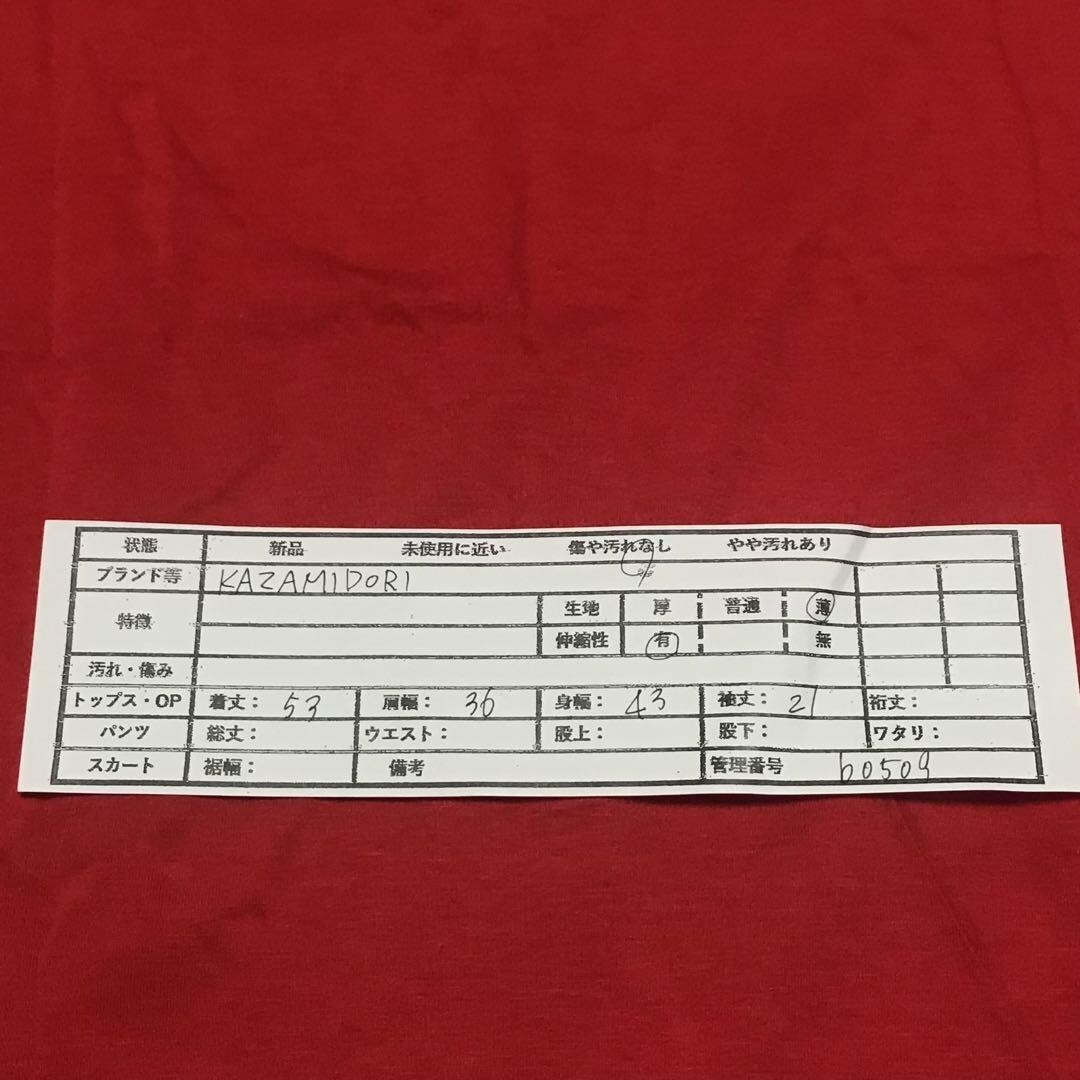 状態 新品 未使用に近い 傷や汚れなし やや汚れあり
ブランド等 KAZAMIDORI
特徴 生地 厚 普通 薄
伸縮性 有 無
汚れ・傷み
トップス・OP 着丈： 53 肩幅： 36 身幅： 43 袖丈： 21 裄丈：
パンツ 総丈： ウエスト： 股上： 股下： ワタリ：
スカート 裾幅： 備考 管理番号 b0509